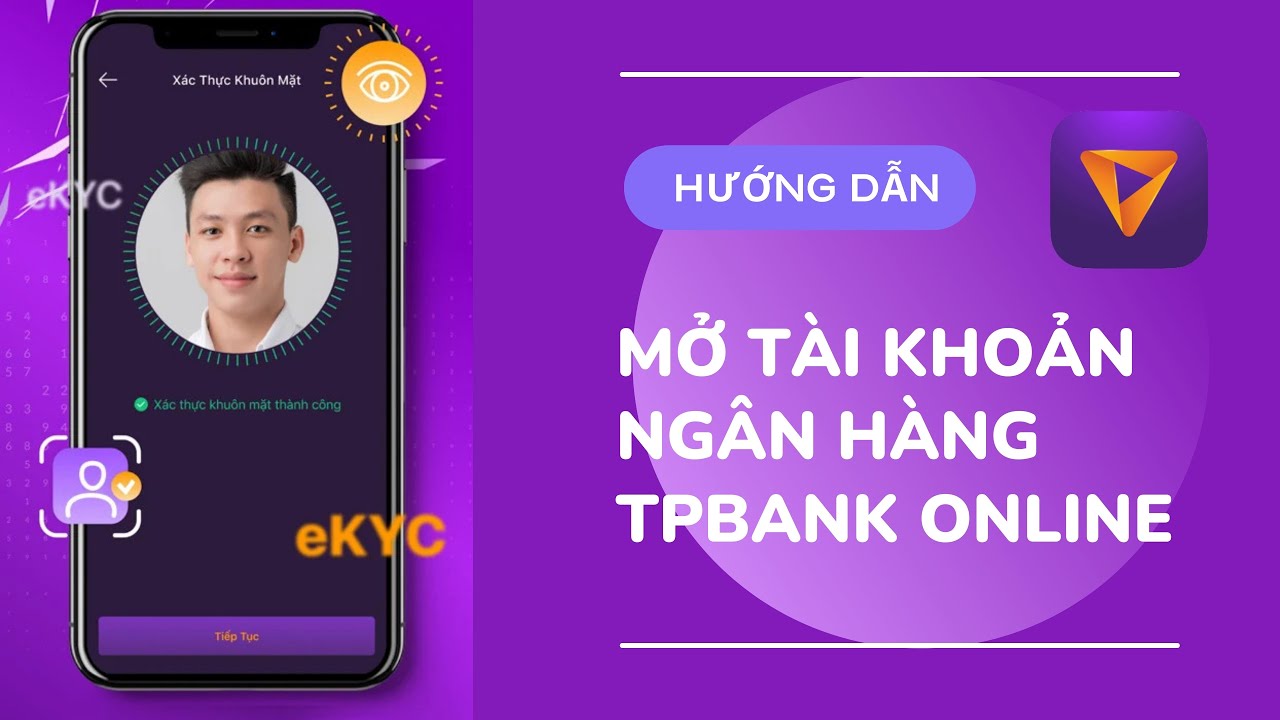 Xác Thực Khuôn Mặt
eKYC
Xác thực khuôn mặt thành công
eKYC
Tiếp Tục
HƯỚNG DẪN
MỞ TÀI KHOẢN
NGÂN HÀNG
TPBANK ONLINE